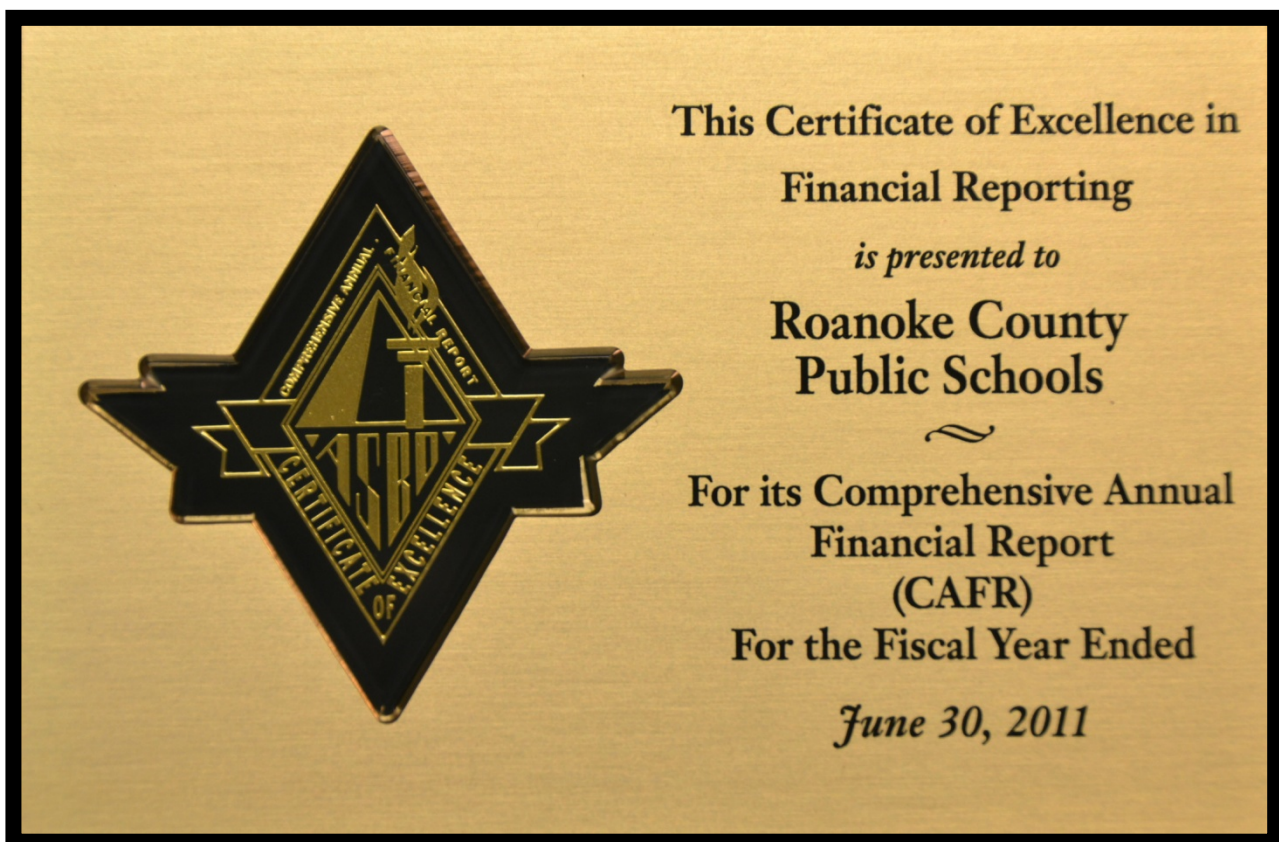 COMPREHENSIVE ANNUAL
FINANCIAL REPORT
ASBO
CERTIFICATE OF EXCELLENCE
This Certificate of Excellence in
Financial Reporting
is presented to
Roanoke County
Public Schools
For its Comprehensive Annual
Financial Report
(CAFR)
For the Fiscal Year Ended
June 30, 2011